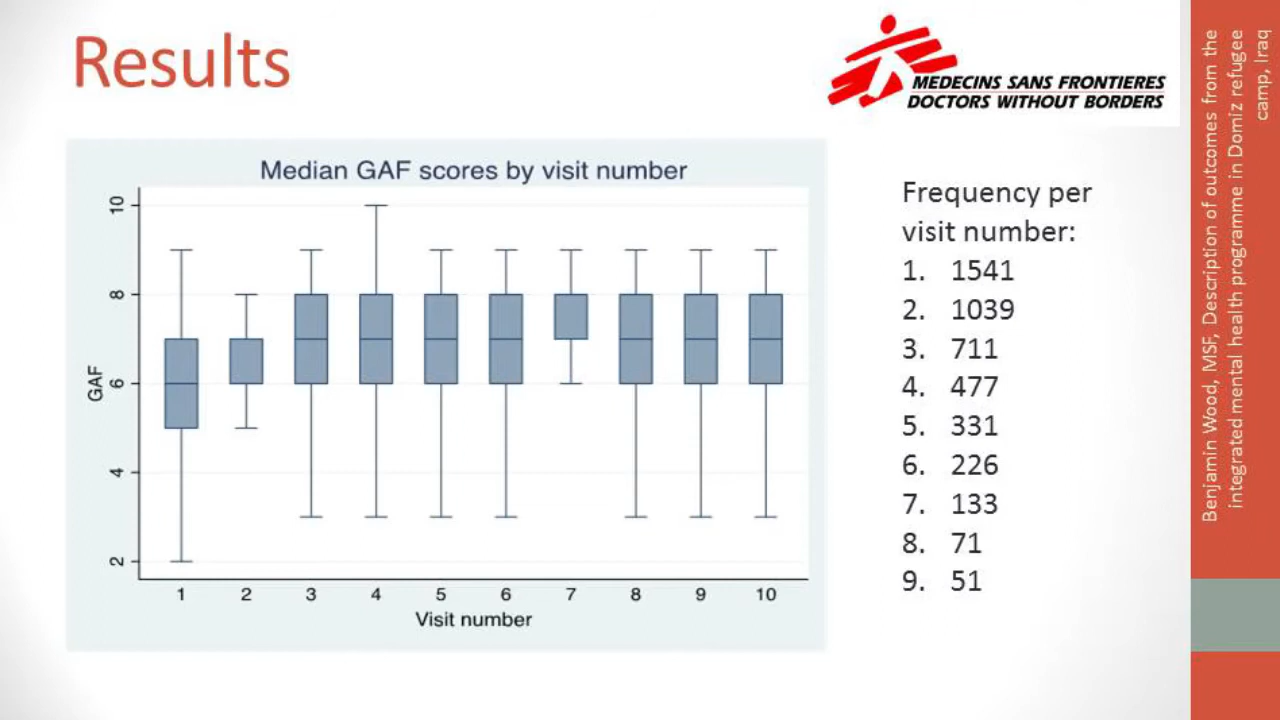 Results
MEDECINS SANS FRONTIERES
DOCTORS WITHOUT BORDERS
Median GAF scores by visit number
GAF
10
8
6
4
2
1 2 3 4 5 6 7 8 9 10
Visit number
Frequency per
visit number:
1. 1541
2. 1039
3. 711
4. 477
5. 331
6. 226
7. 133
8. 71
9. 51
Benjamin Wood, MSF, Description of outcomes from the
integrated mental health programme in Domiz refugee
camp, Iraq